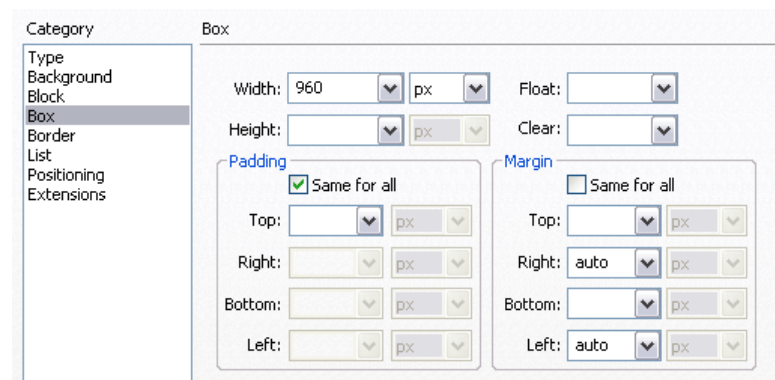 Category
Box
Type
Background
Block
Box
Border
List
Positioning
Extensions
Width: 960 px Float:
Height: px Clear:
Padding Margin
Same for all Same for all
Top: px Top: px
Right: px Right: auto px
Bottom: px Bottom: px
Left: px Left: auto px